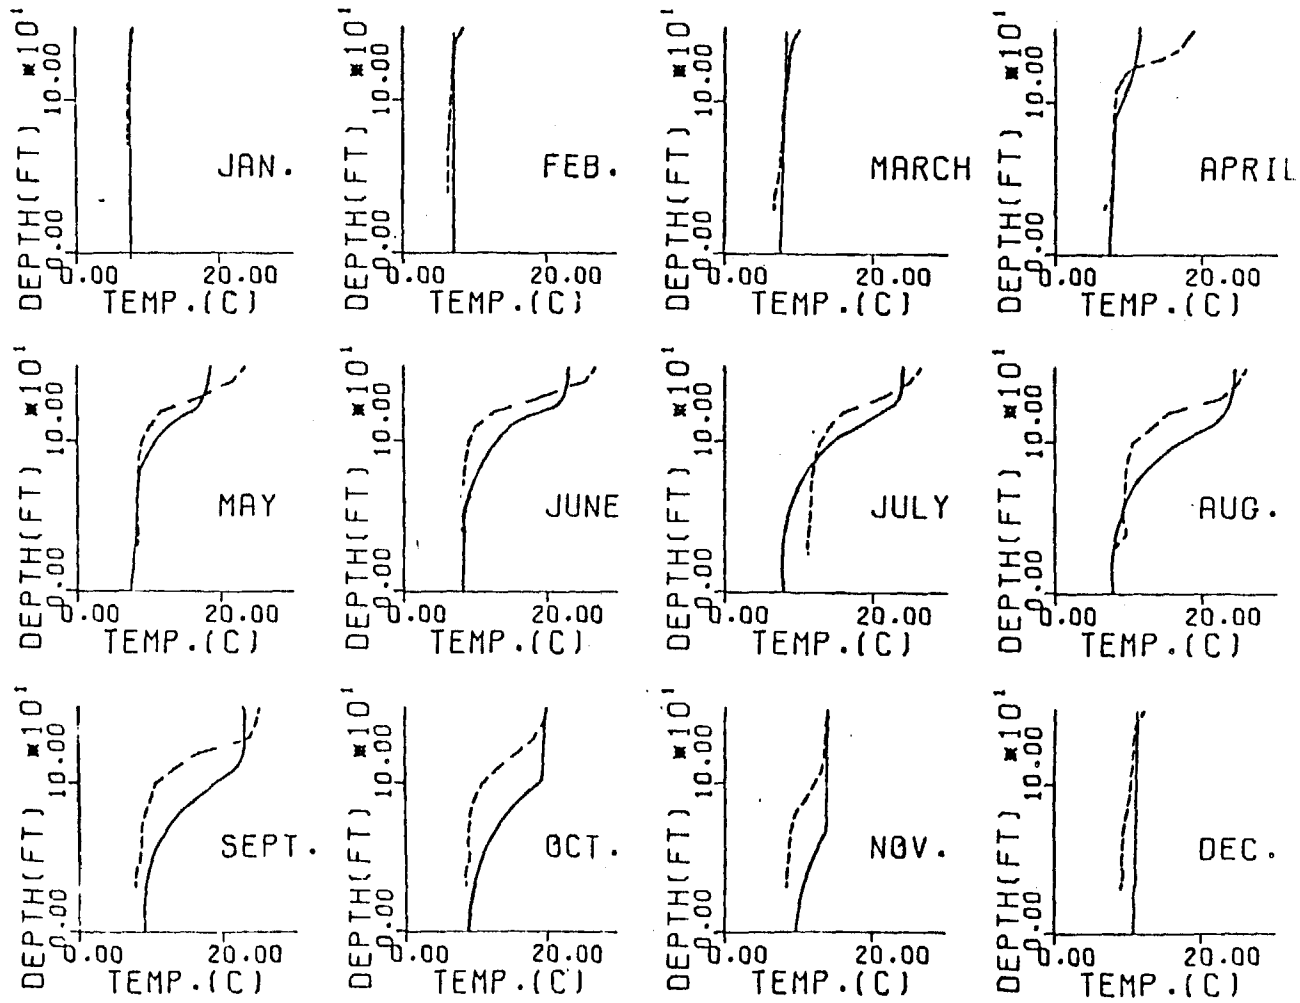 DEPTH(FT) *10¹
10.00
0.00
0.00 20.00
TEMP.(C)
JAN.
DEPTH(FT) *10¹
10.00
0.00
0.00 20.00
TEMP.(C)
FEB.
DEPTH(FT) *10¹
10.00
0.00
0.00 20.00
TEMP.(C)
MARCH
DEPTH(FT) *10¹
10.00
0.00
0.00 20.00
TEMP.(C)
APRIL
DEPTH(FT) *10¹
10.00
0.00
0.00 20.00
TEMP.(C)
MAY
DEPTH(FT) *10¹
10.00
0.00
0.00 20.00
TEMP.(C)
JUNE
DEPTH(FT) *10¹
10.00
0.00
0.00 20.00
TEMP.(C)
JULY
DEPTH(FT) *10¹
10.00
0.00
0.00 20.00
TEMP.(C)
AUG.
DEPTH(FT) *10¹
10.00
0.00
0.00 20.00
TEMP.(C)
SEPT.
DEPTH(FT) *10¹
10.00
0.00
0.00 20.00
TEMP.(C)
OCT.
DEPTH(FT) *10¹
10.00
0.00
0.00 20.00
TEMP.(C)
NOV.
DEPTH(FT) *10¹
10.00
0.00
0.00 20.00
TEMP.(C)
DEC.